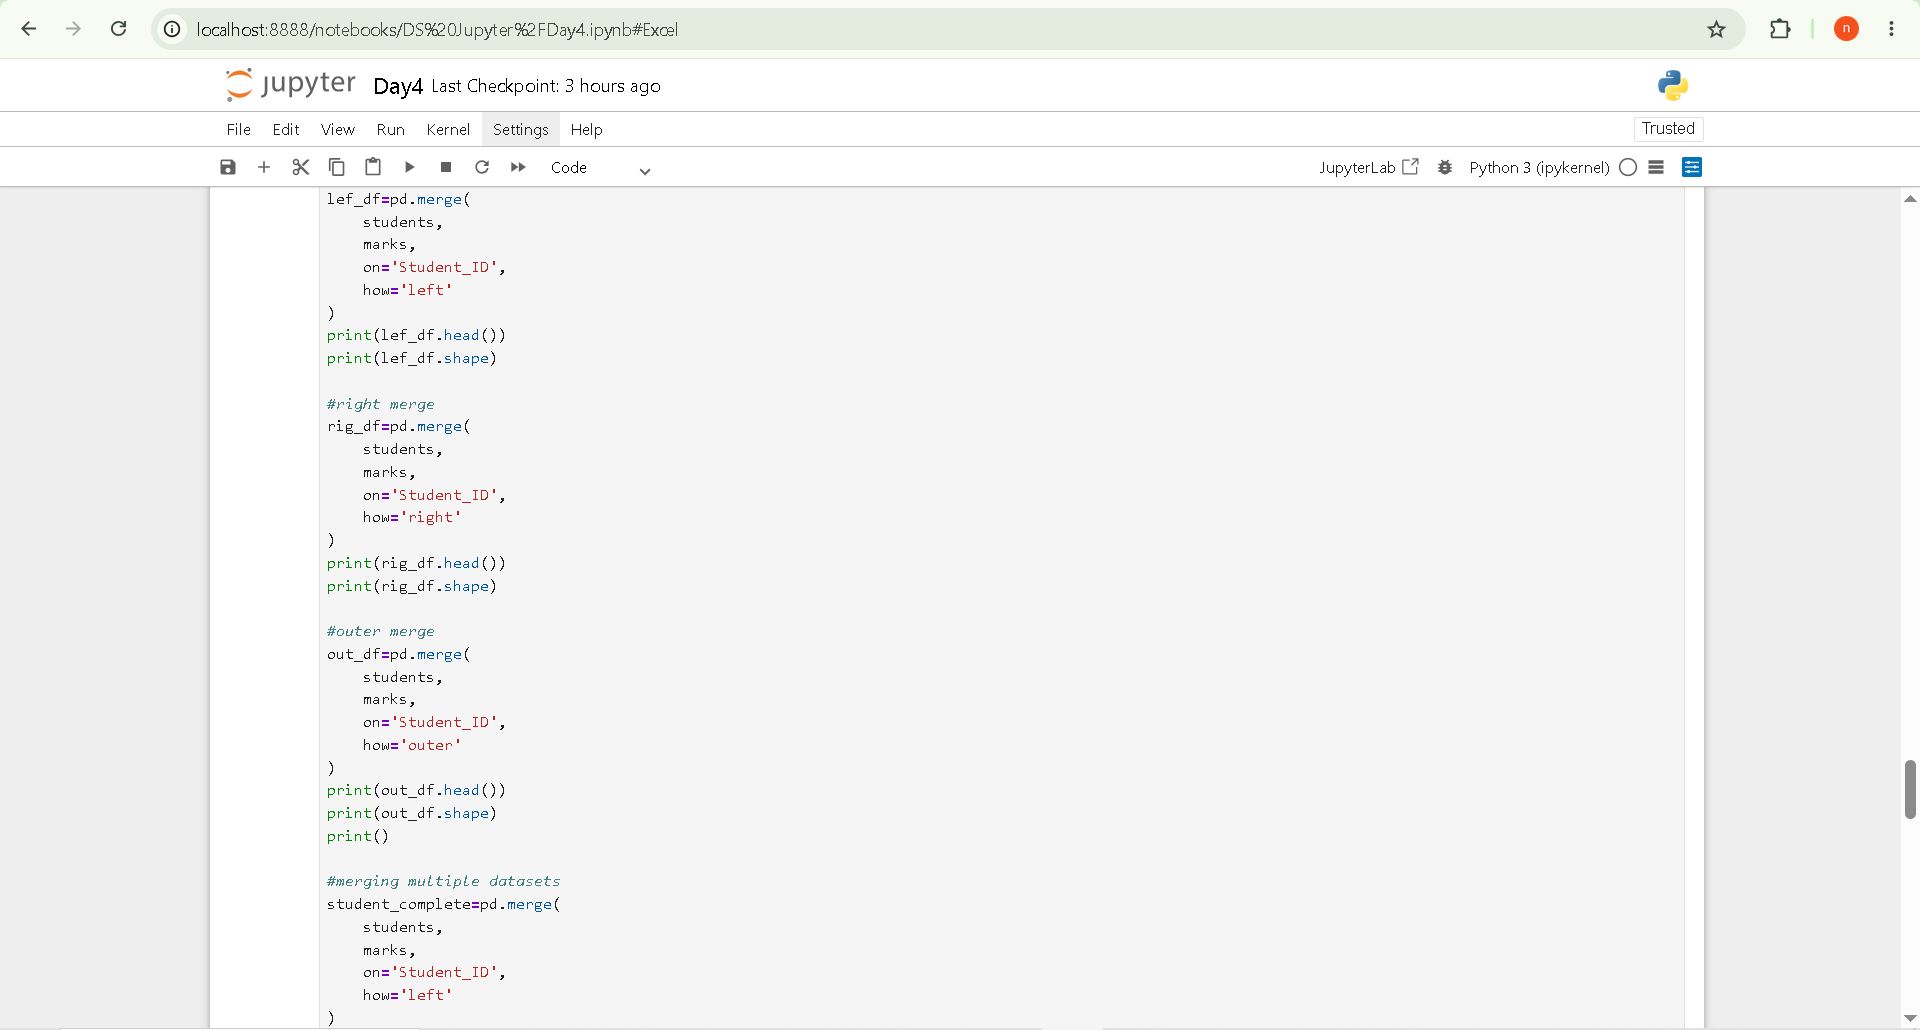 localhost:8888/notebooks/DS%20Jupyter%2FDay4.ipynb#Excel
n
jupyter Day4 Last Checkpoint: 3 hours ago
File Edit View Run Kernel Settings Help Trusted
Code JupyterLab Python 3 (ipykernel)
lef_df=pd.merge(
    students,
    marks,
    on='Student_ID',
    how='left'
)
print(lef_df.head())
print(lef_df.shape)
#right merge
rig_df=pd.merge(
    students,
    marks,
    on='Student_ID',
    how='right'
)
print(rig_df.head())
print(rig_df.shape)
#outer merge
out_df=pd.merge(
    students,
    marks,
    on='Student_ID',
    how='outer'
)
print(out_df.head())
print(out_df.shape)
print()
#merging multiple datasets
student_complete=pd.merge(
    students,
    marks,
    on='Student_ID',
    how='left'
)